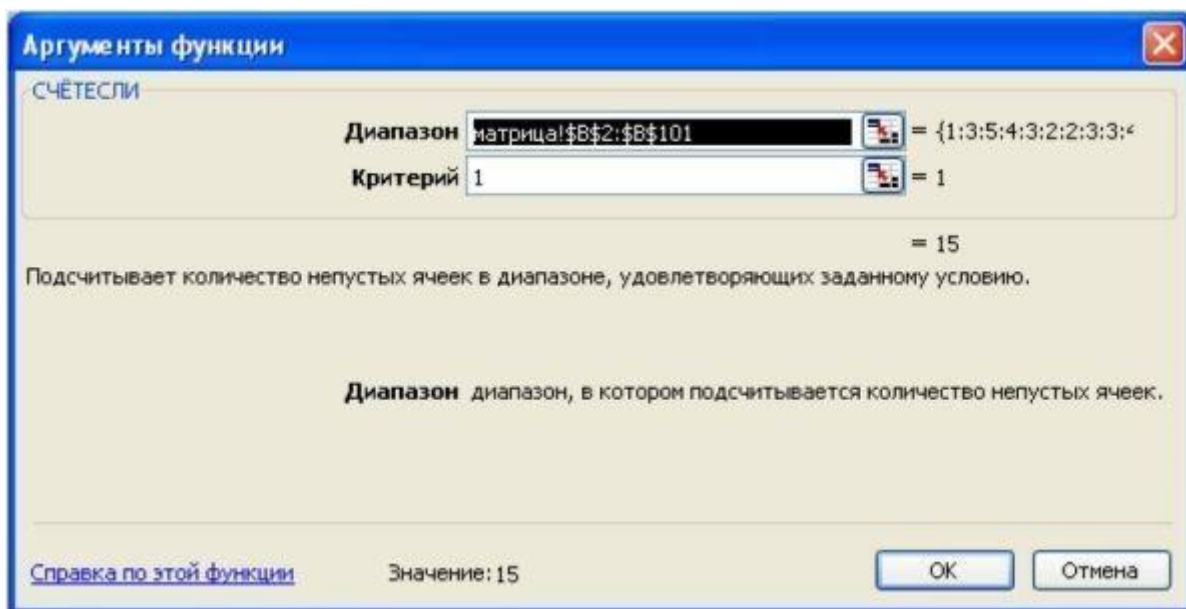 Аргументы функции
СЧЁТЕСЛИ
Диапазон матрица!$B$2:$B$101 = {1:3:5:4:3:2:2:3:3:
Критерий 1 = 1
= 15
Подсчитывает количество непустых ячеек в диапазоне, удовлетворяющих заданному условию.
Диапазон диапазон, в котором подсчитывается количество непустых ячеек.
Справка по этой функции Значение: 15 ОК Отмена